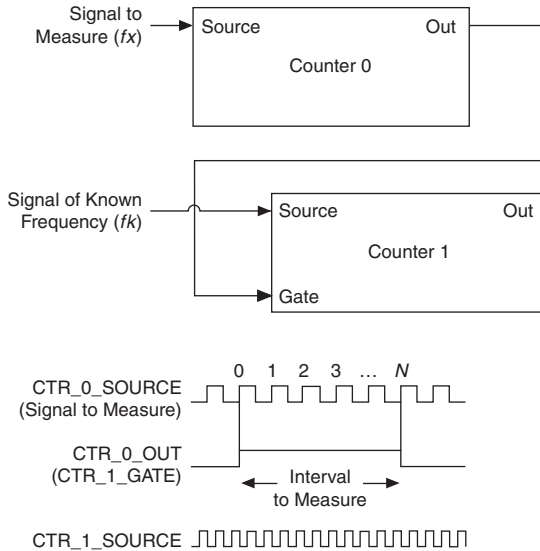 Signal to
Measure (fx)
Source
Out
Counter 0
Signal of Known
Frequency (fk)
Source
Out
Counter 1
Gate
0 1 2 3 … N
CTR_0_SOURCE
(Signal to Measure)
CTR_0_OUT
(CTR_1_GATE)
Interval
to Measure
CTR_1_SOURCE